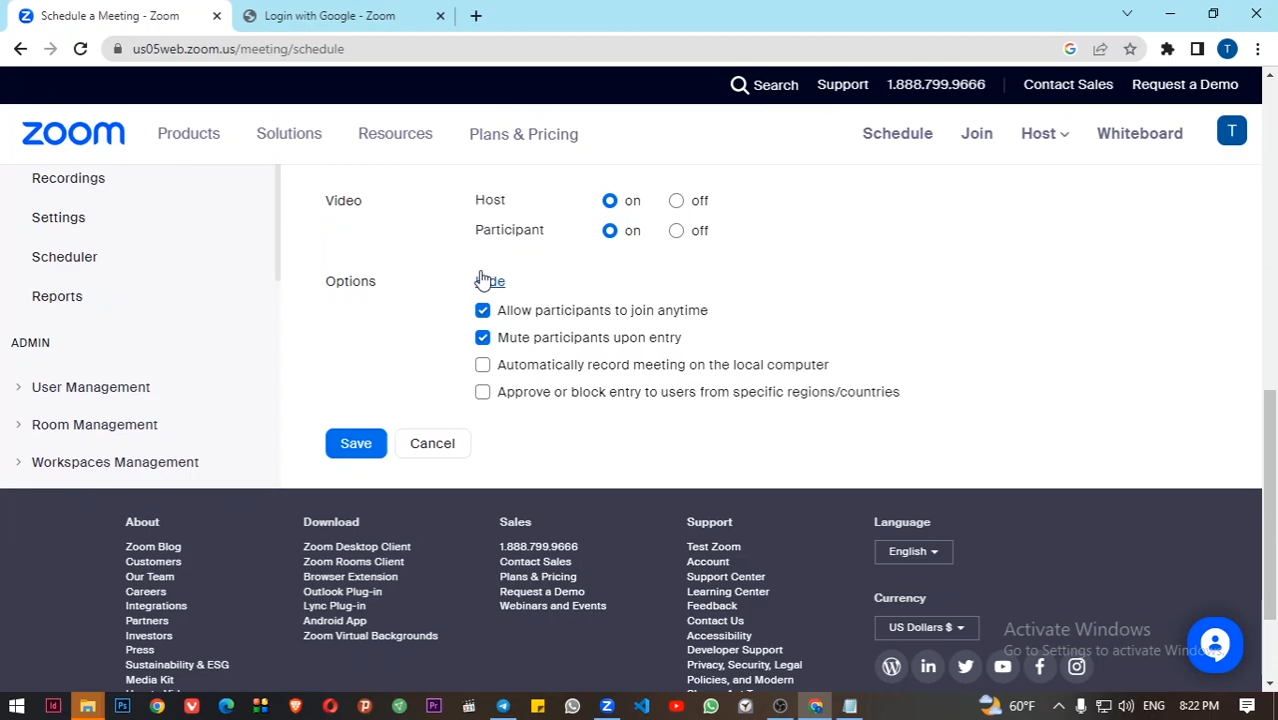 Schedule a Meeting - Zoom
Login with Google - Zoom
us05web.zoom.us/meeting/schedule
T
Search
Support
1.888.799.9666
Contact Sales
Request a Demo
zoom
Products
Solutions
Resources
Plans & Pricing
Schedule
Join
Host
Whiteboard
T
Recordings
Settings
Scheduler
Reports
ADMIN
User Management
Room Management
Workspaces Management
Video
Host
on
off
Participant
on
off
Options
Allow participants to join anytime
Mute participants upon entry
Automatically record meeting on the local computer
Approve or block entry to users from specific regions/countries
Save
Cancel
About
Zoom Blog
Customers
Our Team
Careers
Integrations
Partners
Investors
Press
Sustainability & ESG
Media Kit
Download
Zoom Desktop Client
Zoom Rooms Client
Browser Extension
Outlook Plug-in
Lync Plug-in
Android App
Zoom Virtual Backgrounds
Sales
1.888.799.9666
Contact Sales
Plans & Pricing
Request a Demo
Webinars and Events
Support
Test Zoom
Account
Support Center
Learning Center
Feedback
Contact Us
Accessibility
Developer Support
Privacy, Security, Legal
Policies, and Modern
Language
English
Currency
US Dollars $
Activate Windows
Go to Settings to activate Windows.
60°F
ENG
8:22 PM